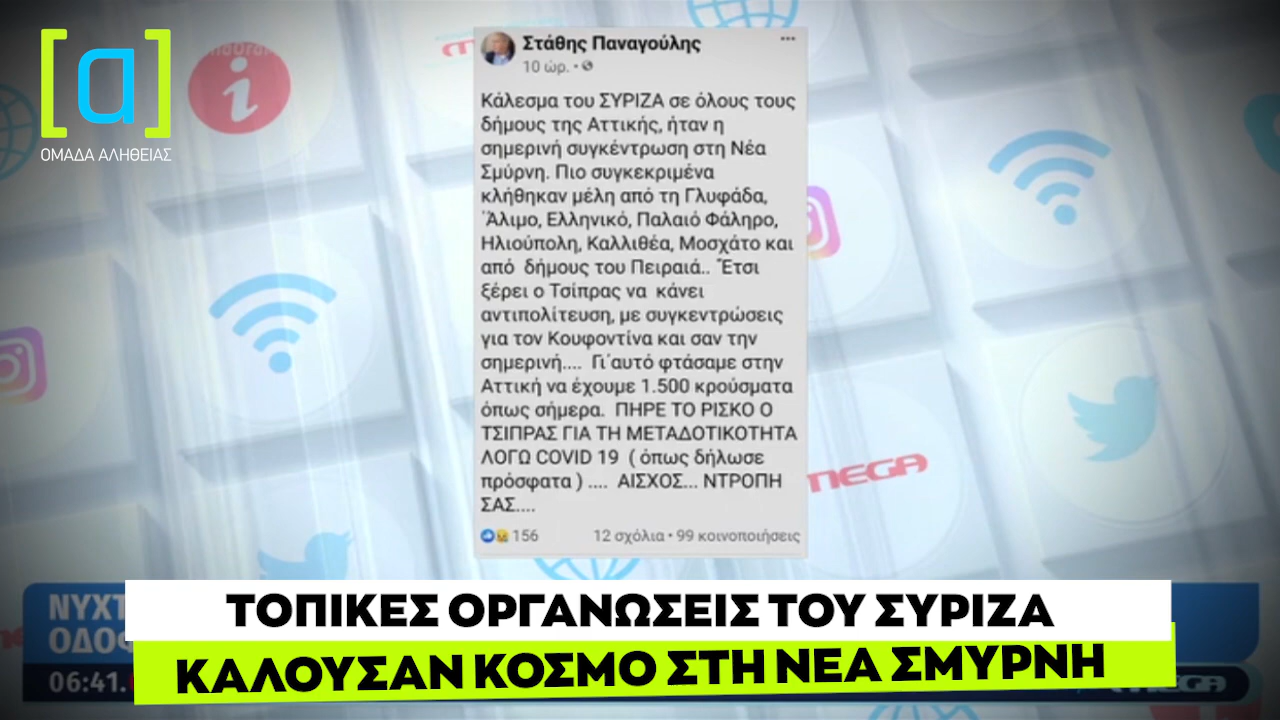 [α]
ΟΜΑΔΑ ΑΛΗΘΕΙΑΣ
Στάθης Παναγούλης
10 ώρ.
Κάλεσμα του ΣΥΡΙΖΑ σε όλους τους
δήμους της Αττικής, ήταν η
σημερινή συγκέντρωση στη Νέα
Σμύρνη. Πιο συγκεκριμένα
κλήθηκαν μέλη από τη Γλυφάδα,
΄Άλιμο, Ελληνικό, Παλαιό Φάληρο,
Ηλιούπολη, Καλλιθέα, Μοσχάτο και
από δήμους του Πειραιά.. Έτσι
ξέρει ο Τσίπρας να κάνει
αντιπολίτευση, με συγκεντρώσεις
για τον Κουφοντίνα και σαν την
σημερινή.... Γι΄αυτό φτάσαμε στην
Αττική να έχουμε 1.500 κρούσματα
όπως σήμερα. ΠΗΡΕ ΤΟ ΡΙΣΚΟ Ο
ΤΣΙΠΡΑΣ ΓΙΑ ΤΗ ΜΕΤΑΔΟΤΙΚΟΤΗΤΑ
ΛΟΓΩ COVID 19 ( όπως δήλωσε
πρόσφατα ) .... ΑΙΣΧΟΣ... ΝΤΡΟΠΗ
ΣΑΣ....
156 12 σχόλια • 99 κοινοποιήσεις
MEGA
ΤΟΠΙΚΕΣ ΟΡΓΑΝΩΣΕΙΣ ΤΟΥ ΣΥΡΙΖΑ
ΚΑΛΟΥΣΑΝ ΚΟΣΜΟ ΣΤΗ ΝΕΑ ΣΜΥΡΝΗ
06:41
MEGA